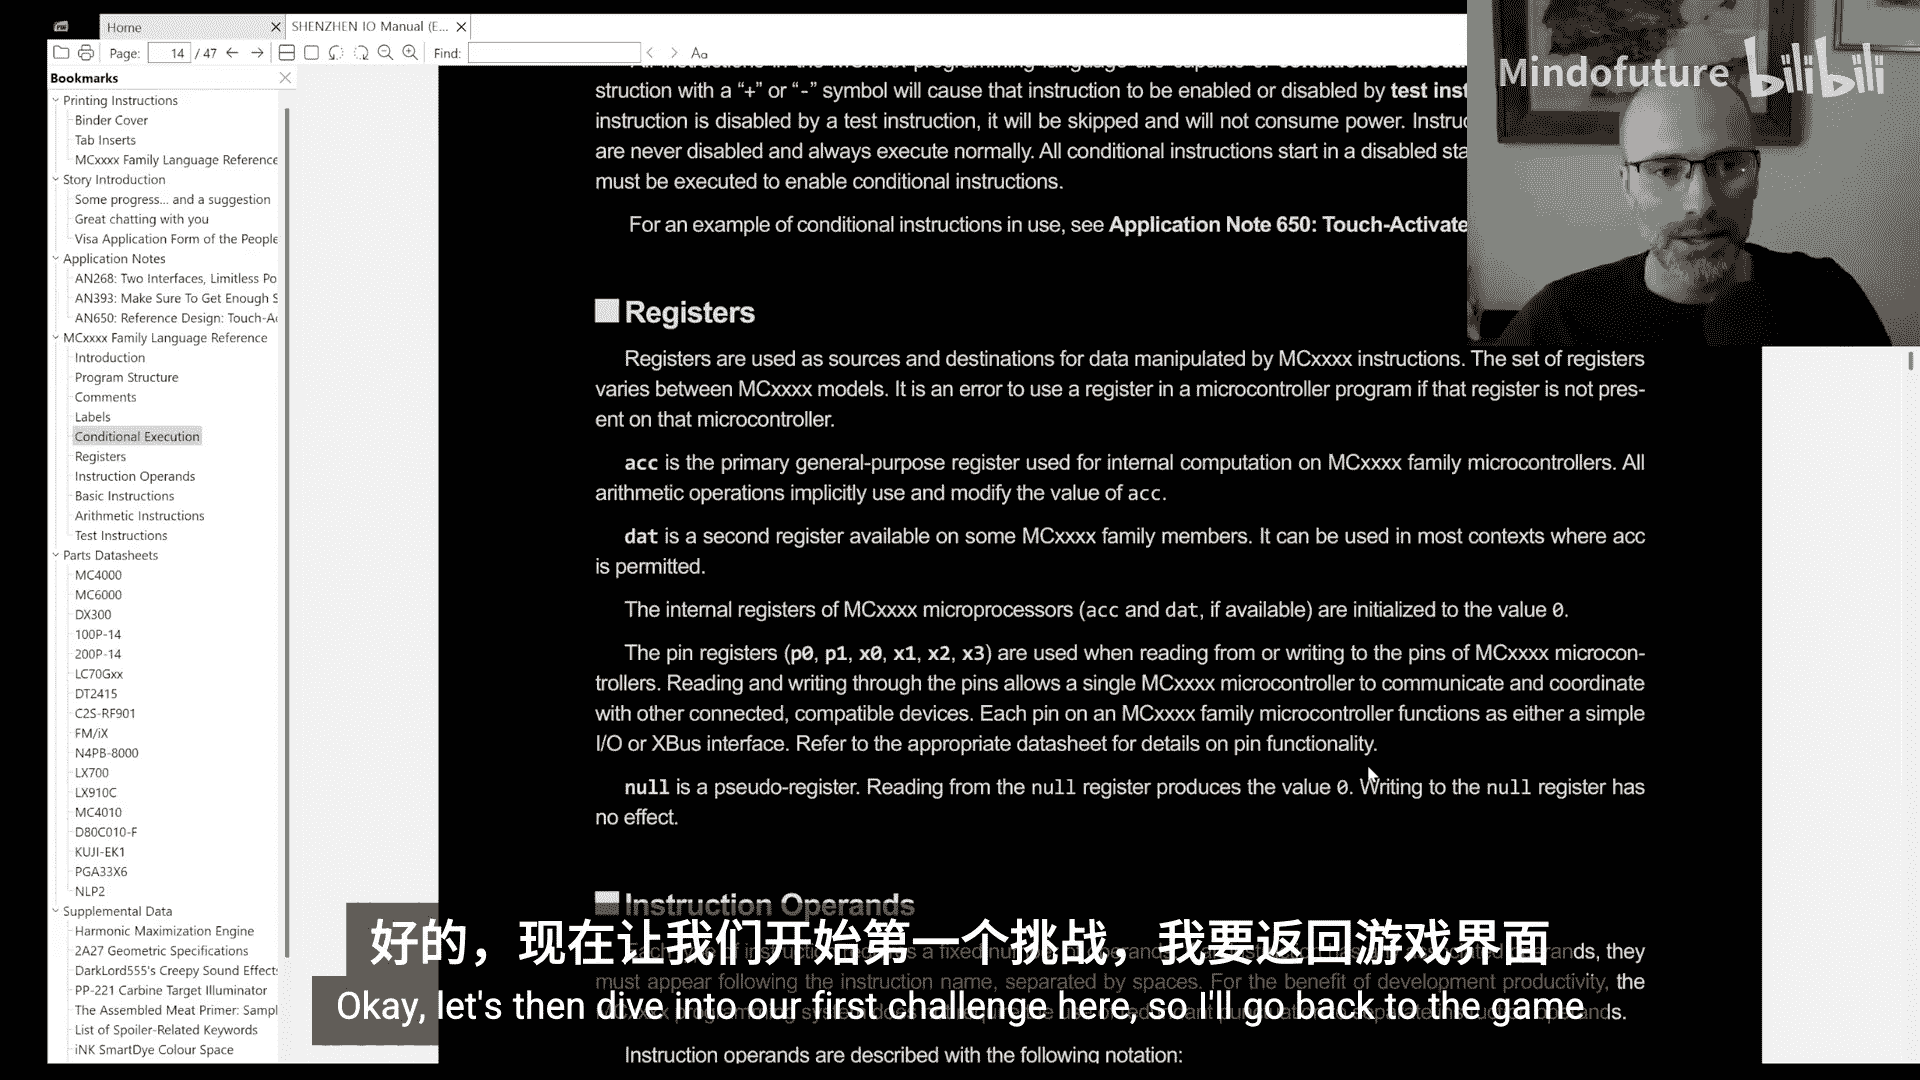 Home
SHENZHEN IO Manual (E...
Page: 14 / 47
Find:
Aa
Bookmarks
Printing Instructions
Binder Cover
Tab Inserts
MCxxxx Family Language Reference
Story Introduction
Some progress... and a suggestion
Great chatting with you
Visa Application Form of the People
Application Notes
AN268: Two Interfaces, Limitless Po
AN393: Make Sure To Get Enough S
AN650: Reference Design: Touch-A
MCxxxx Family Language Reference
Introduction
Program Structure
Comments
Labels
Conditional Execution
Registers
Instruction Operands
Basic Instructions
Arithmetic Instructions
Test Instructions
Parts Datasheets
MC4000
MC6000
DX300
100P-14
200P-14
LC70Gxx
DT2415
C2S-RF901
FM/iX
N4PB-8000
LX700
LX910C
MC4010
D80C010-F
KUJI-EK1
PGA33X6
NLP2
Supplemental Data
Harmonic Maximization Engine
2A27 Geometric Specifications
DarkLord555's Creepy Sound Effect
PP-221 Carbine Target Illuminator
The Assembled Meat Primer: Sampl
List of Spoiler-Related Keywords
iNK SmartDye Colour Space
struction with a “+” or “-” symbol will cause that instruction to be enabled or disabled by test inst
instruction is disabled by a test instruction, it will be skipped and will not consume power. Instruc
are never disabled and always execute normally. All conditional instructions start in a disabled sta
must be executed to enable conditional instructions.
For an example of conditional instructions in use, see Application Note 650: Touch-Activate
Registers
Registers are used as sources and destinations for data manipulated by MCxxxx instructions. The set of registers
varies between MCxxxx models. It is an error to use a register in a microcontroller program if that register is not pres-
ent on that microcontroller.
acc is the primary general-purpose register used for internal computation on MCxxxx family microcontrollers. All
arithmetic operations implicitly use and modify the value of acc.
dat is a second register available on some MCxxxx family members. It can be used in most contexts where acc
is permitted.
The internal registers of MCxxxx microprocessors (acc and dat, if available) are initialized to the value 0.
The pin registers (p0, p1, x0, x1, x2, x3) are used when reading from or writing to the pins of MCxxxx microcon-
trollers. Reading and writing through the pins allows a single MCxxxx microcontroller to communicate and coordinate
with other connected, compatible devices. Each pin on an MCxxxx family microcontroller functions as either a simple
I/O or XBus interface. Refer to the appropriate datasheet for details on pin functionality.
null is a pseudo-register. Reading from the null register produces the value 0. Writing to the null register has
no effect.
Instruction Operands
must appear following the instruction name, separated by spaces. For the benefit of development productivity, the
Instruction operands are described with the following notation:
Mindofuture bilibili
好的，现在让我们开始第一个挑战，我要返回游戏界面
Okay, let's then dive into our first challenge here, so I'll go back to the game